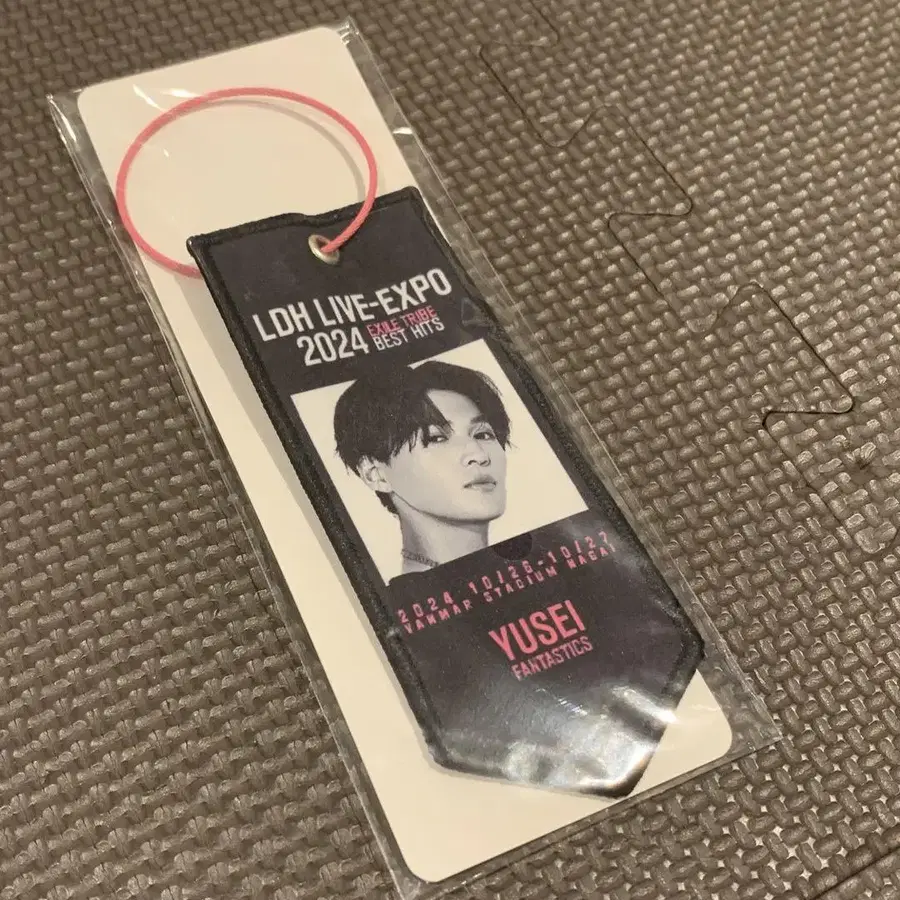 LDH LIVE-EXPO
2024 EXILE TRIBE
BEST HITS
2024 10/26-10/27
YANMAR STADIUM NAGAI
YUSEI
FANTASTICS